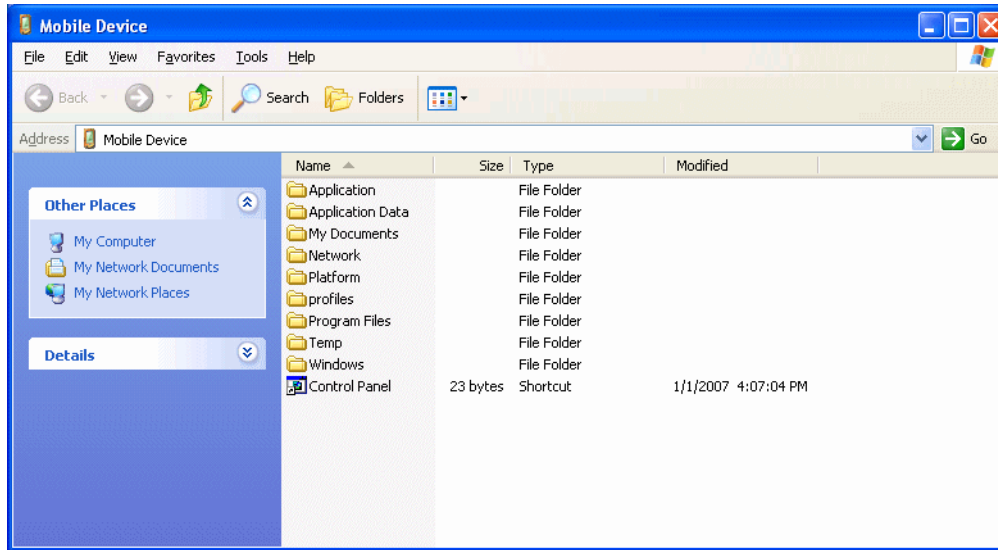 Mobile Device
File Edit View Favorites Tools Help
Back Search Folders
Address Mobile Device Go
Name Size Type Modified
Other Places
My Computer
My Network Documents
My Network Places
Details
Application File Folder
Application Data File Folder
My Documents File Folder
Network File Folder
Platform File Folder
profiles File Folder
Program Files File Folder
Temp File Folder
Windows File Folder
Control Panel 23 bytes Shortcut 1/1/2007 4:07:04 PM